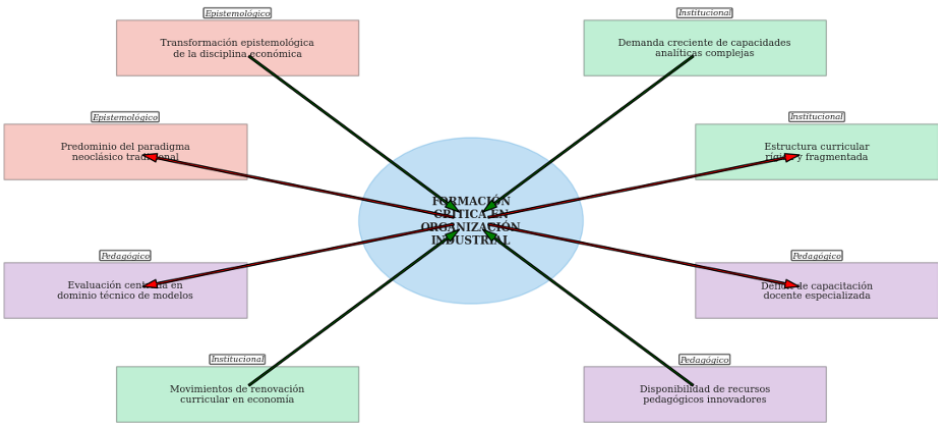 Epistemológico
Transformación epistemológica
de la disciplina económica
Institucional
Demanda creciente de capacidades
analíticas complejas
Epistemológico
Predominio del paradigma
neoclásico tradicional
Institucional
Estructura curricular
rígida y fragmentada
FORMACIÓN
CRÍTICA EN
ORGANIZACIÓN
INDUSTRIAL
Pedagógico
Evaluación centrada en
dominio técnico de modelos
Pedagógico
Déficit de capacitación
docente especializada
Institucional
Movimientos de renovación
curricular en economía
Pedagógico
Disponibilidad de recursos
pedagógicos innovadores